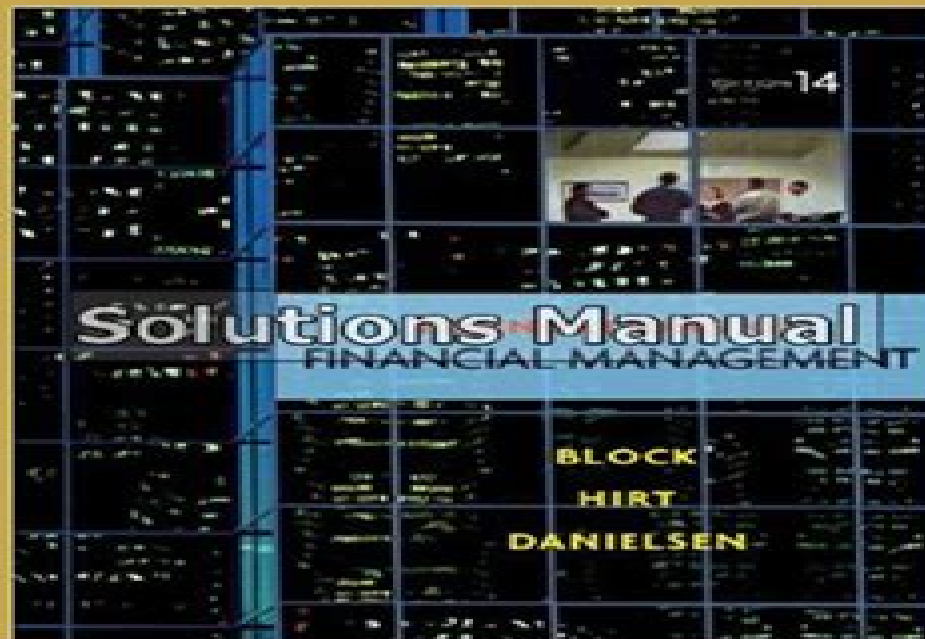 14
Solutions Manual
FINANCIAL MANAGEMENT
BLOCK
HIRT
DANIELSEN